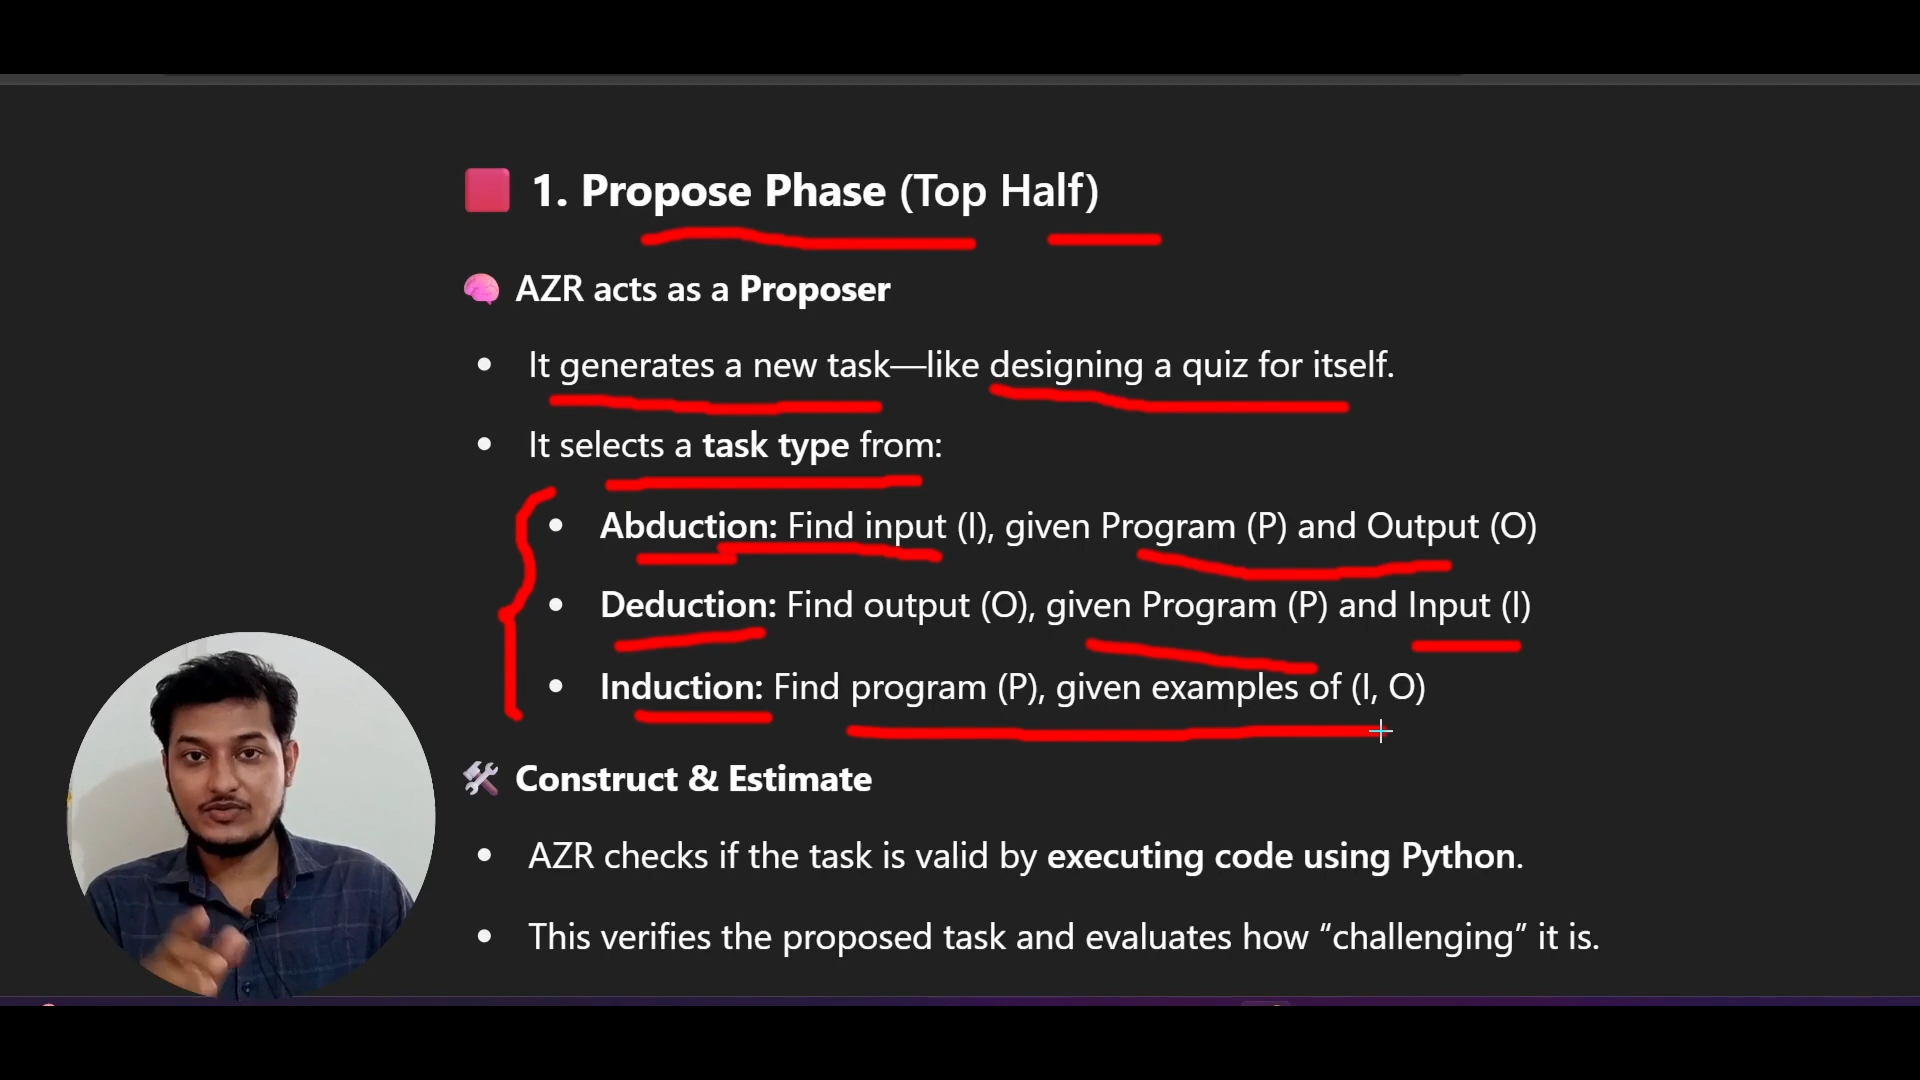 1. Propose Phase (Top Half)
AZR acts as a Proposer
It generates a new task—like designing a quiz for itself.
It selects a task type from:
Abduction: Find input (I), given Program (P) and Output (O)
Deduction: Find output (O), given Program (P) and Input (I)
Induction: Find program (P), given examples of (I, O)
Construct & Estimate
AZR checks if the task is valid by executing code using Python.
This verifies the proposed task and evaluates how “challenging” it is.